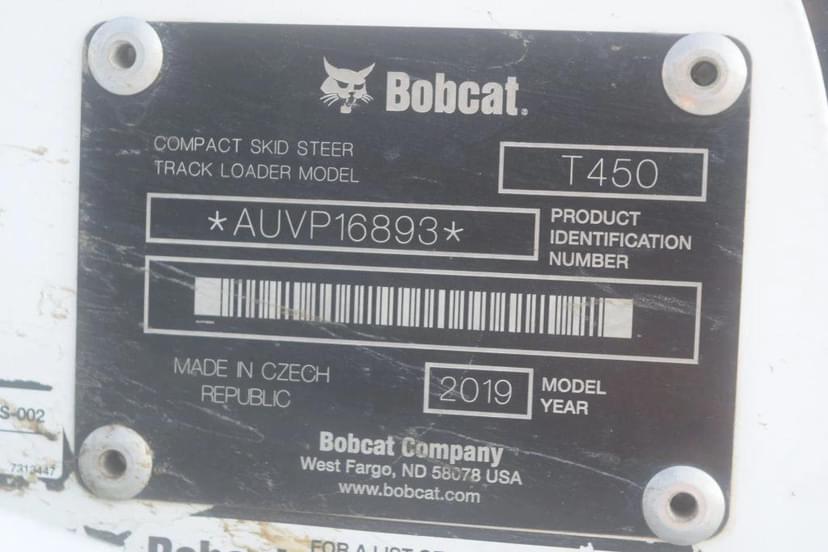 Bobcat®
COMPACT SKID STEER
TRACK LOADER MODEL
T450
*AUVP16893*
PRODUCT
IDENTIFICATION
NUMBER
MADE IN CZECH
REPUBLIC
2019
MODEL
YEAR
Bobcat Company
West Fargo, ND 58078 USA
www.bobcat.com
S-002
7313447
Bobcat
FOR A LIST OF